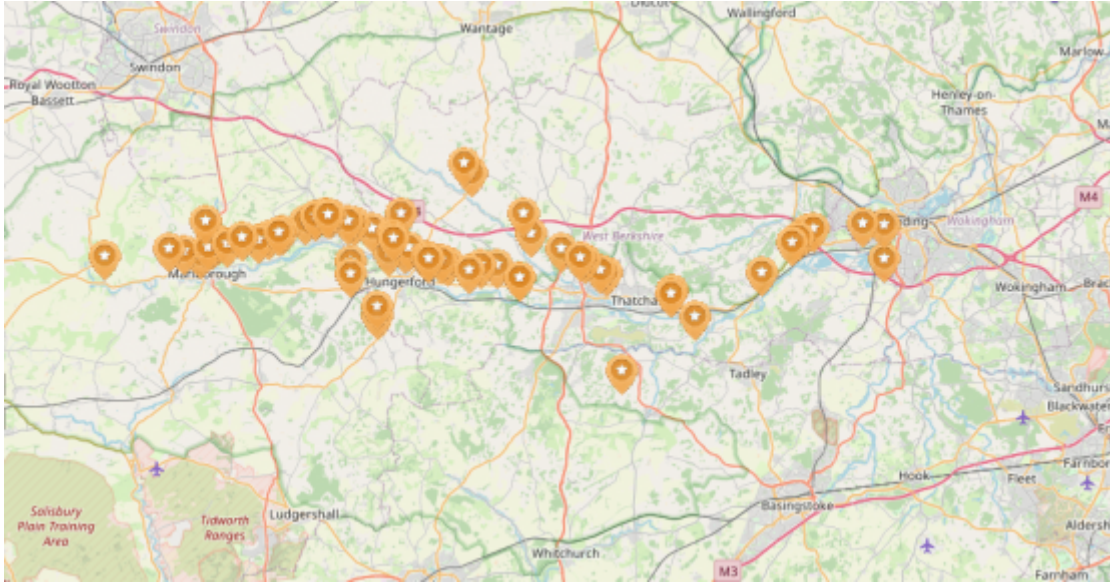 Didcot
Wallingford
Swindon
Wantage
Marlow
Swindon
Royal Wootton
Bassett
Henley-on-
Thames
M4
Wokingham
West Berkshire
Marlborough
Hungerford
Wokingham
Tadley
Sandhurst
Blackwater
Hook
Fleet
Basingstoke
Salisbury
Plain Training
Area
Tidworth
Ranges
Ludgershall
Whitchurch
M3
Farnham